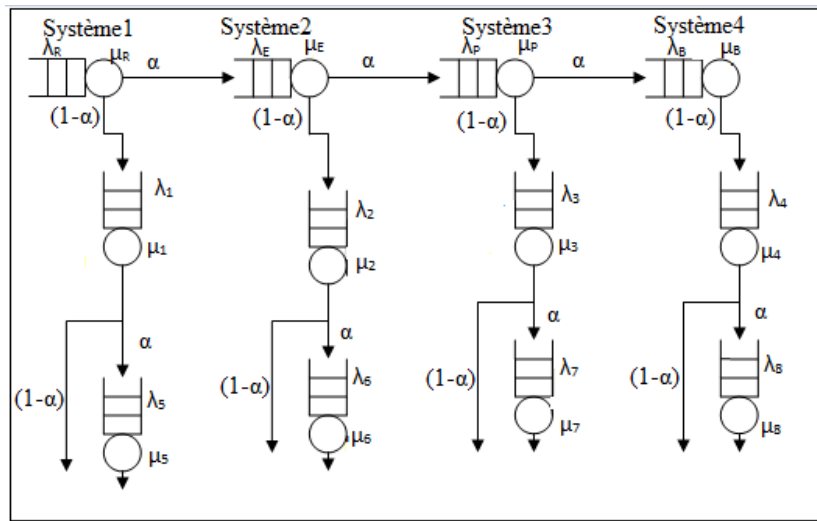 Système1 Système2 Système3 Système4
λR μR α λE μE α λP μP α λB μB
(1-α) (1-α) (1-α) (1-α)
λ1 λ2 λ3 λ4
μ1 μ2 μ3 μ4
α α α α
(1-α) (1-α) (1-α) (1-α)
λ5 λ6 λ7 λ8
μ5 μ6 μ7 μ8